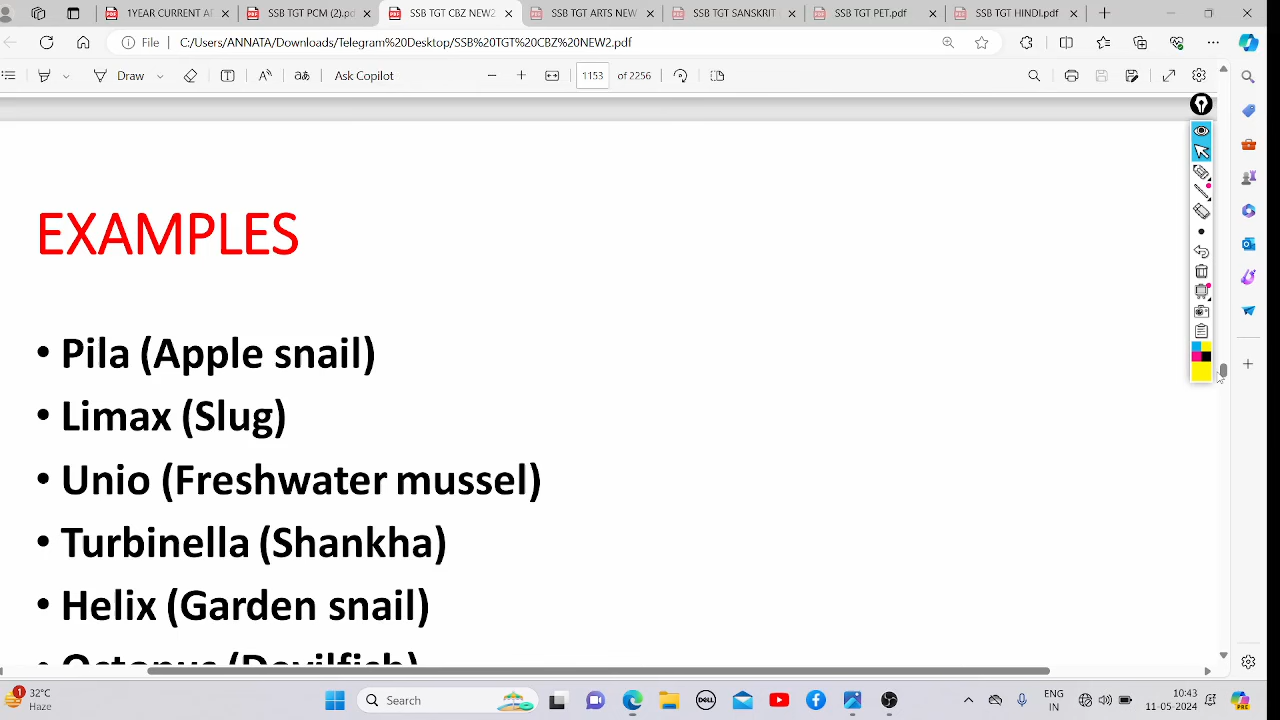 1YEAR CURRENT AF
SSB TGT PCM (2).pdf
SSB TGT CBZ NEW2
SSB TGT ARTS NEW
SSB TGT SANSKRIT
SSB TGT PET.pdf
SSB TGT HINDI.pdf
File C:/Users/ANNATA/Downloads/Telegram%20Desktop/SSB%20TGT%20CBZ%20NEW2.pdf
Draw Ask Copilot 1153 of 2256
EXAMPLES
• Pila (Apple snail)
• Limax (Slug)
• Unio (Freshwater mussel)
• Turbinella (Shankha)
• Helix (Garden snail)
• Octopus (Devilfish)
32°C
Haze
Search
ENG
IN
10:43
11-05-2024